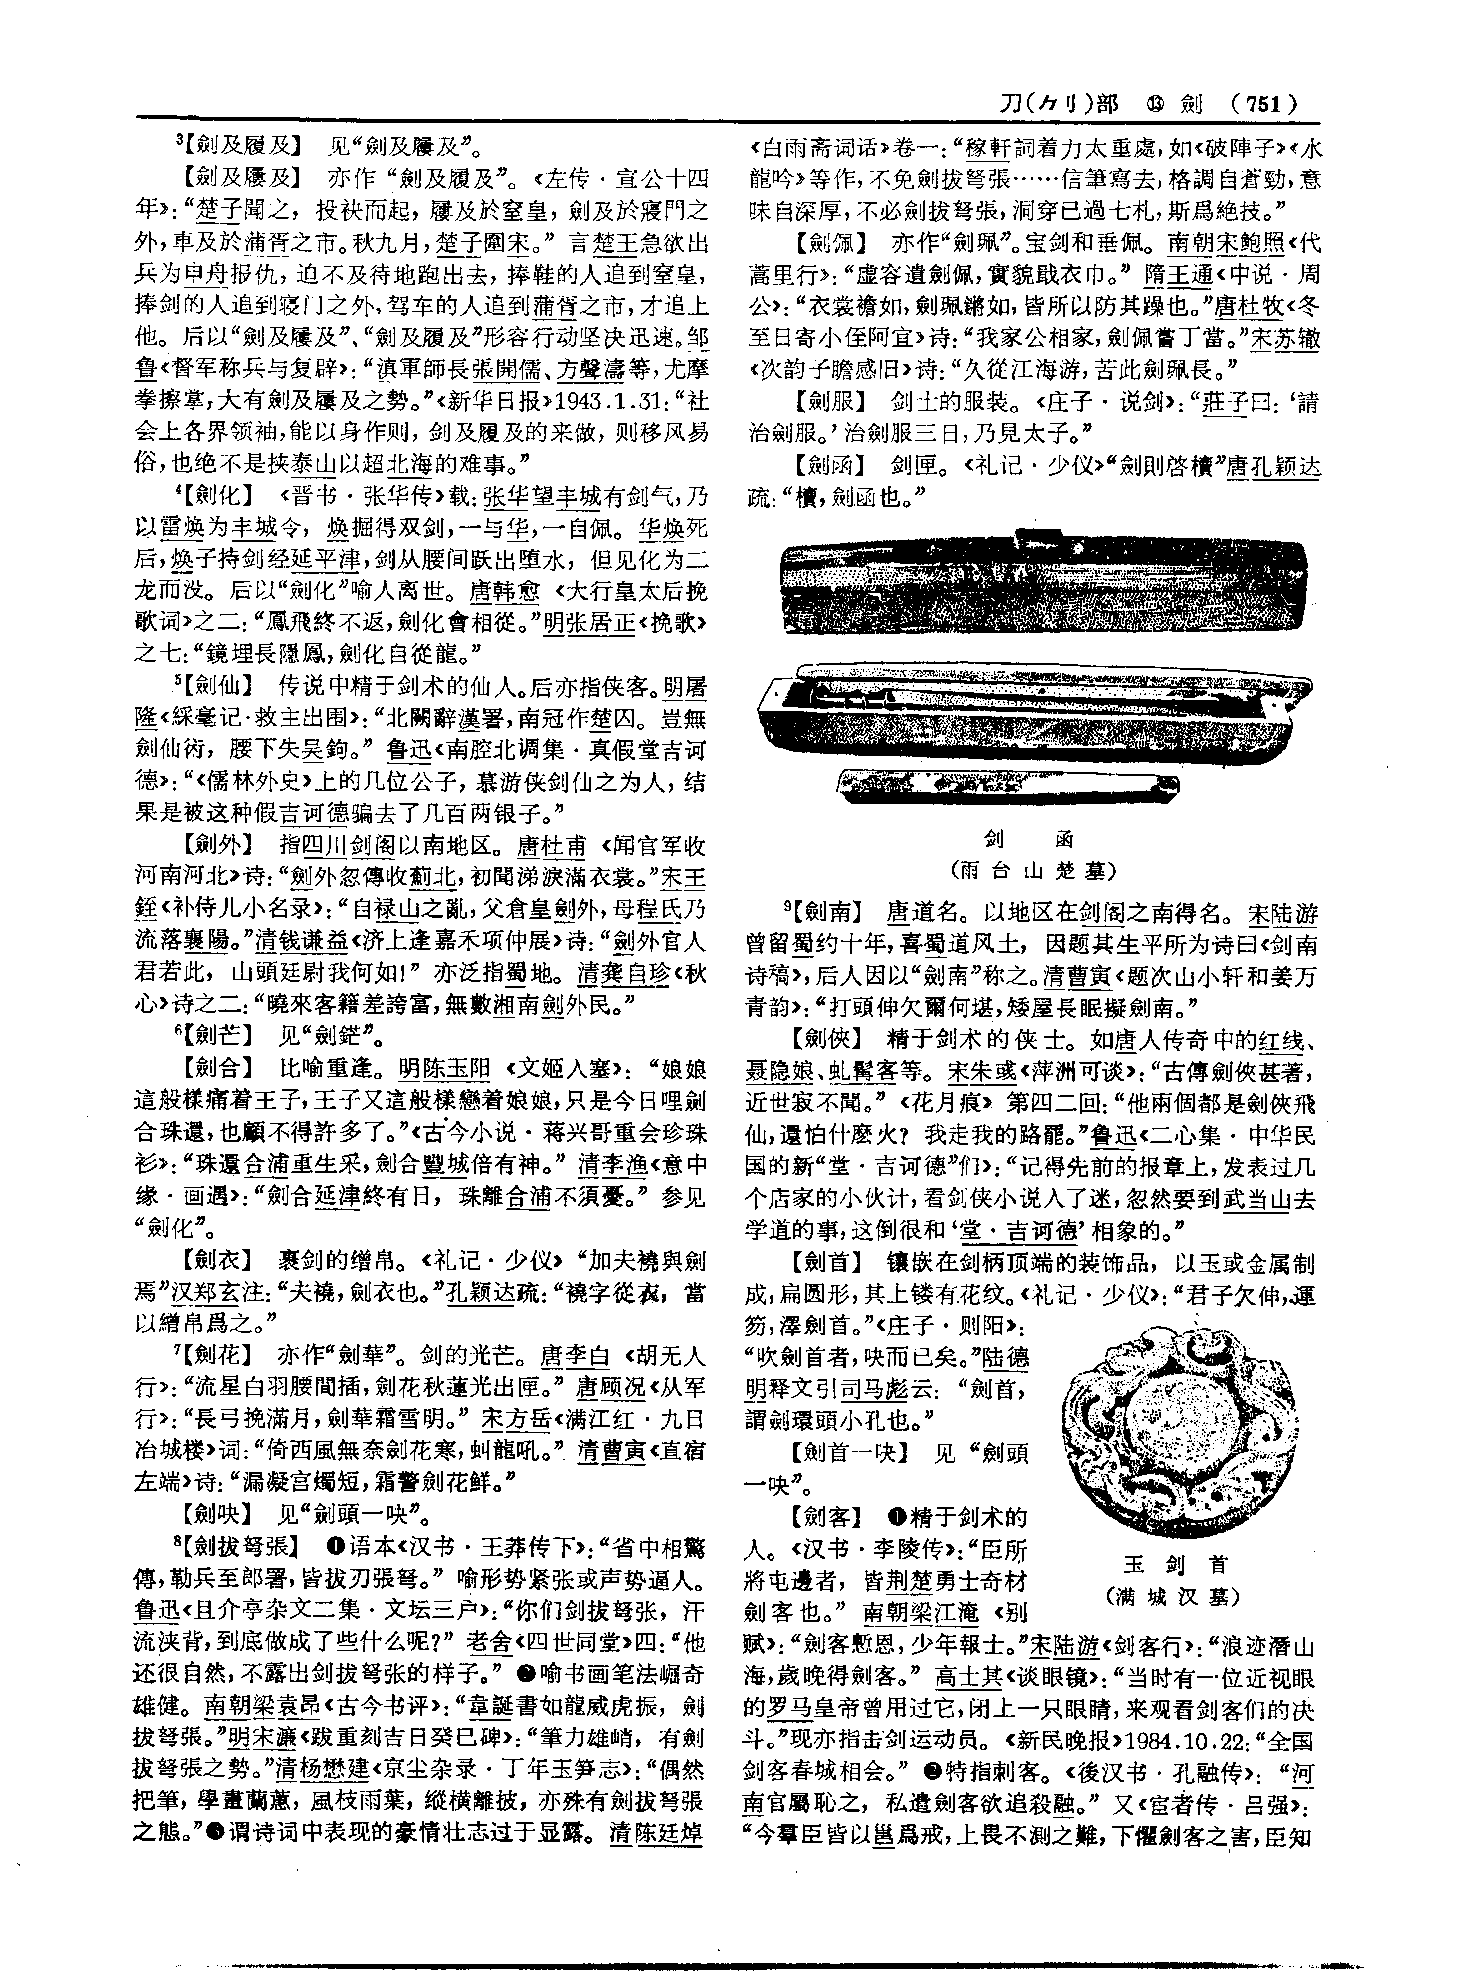 刀(𠂊刂)部 ⑬ 劍 (751)
³【劍及履及】 见“劍及屨及”。
【劍及屨及】 亦作“劍及履及”。《左传·宣公十四
年》：“楚子聞之，投袂而起，屨及於窒皇，劍及於寢門之
外，車及於蒲胥之市。秋九月，楚子圍宋。”言楚王急欲出
兵为申舟报仇，迫不及待地跑出去，捧鞋的人追到窒皇，
捧剑的人追到寝门之外，驾车的人追到蒲胥之市，才追上
他。后以“劍及屨及”、“劍及履及”形容行动坚决迅速。邹
鲁《督军称兵与复辟》：“滇軍師長張開儒、方聲濤等，尤摩
拳擦掌，大有劍及屨及之勢。”《新华日报》1943.1.31：“社
会上各界领袖，能以身作则，剑及履及的来做，则移风易
俗，也绝不是挟泰山以超北海的难事。”
⁴【劍化】 《晋书·张华传》载：张华望丰城有剑气，乃
以雷焕为丰城令，焕掘得双剑，一与华，一自佩。华焕死
后，焕子持剑经延平津，剑从腰间跃出堕水，但见化为二
龙而没。后以“劍化”喻人离世。唐韩愈《大行皇太后挽
歌词》之二：“鳳飛終不返，劍化會相從。”明张居正《挽歌》
之七：“鏡埋長隱鳳，劍化自從龍。”
⁵【劍仙】 传说中精于剑术的仙人。后亦指侠客。明屠
隆《綵毫记·救主出围》：“北闕辭漢署，南冠作楚囚。豈無
劍仙術，腰下失吴鉤。”鲁迅《南腔北调集·真假堂吉诃
德》：“《儒林外史》上的几位公子，慕游侠剑仙之为人，结
果是被这种假吉诃德骗去了几百两银子。”
【劍外】 指四川剑阁以南地区。唐杜甫《闻官军收
河南河北》诗：“劍外忽傳收薊北，初聞涕淚滿衣裳。”宋王
銍《补侍儿小名录》：“自禄山之亂，父倉皇劍外，母程氏乃
流落襄陽。”清钱谦益《济上逢嘉禾项仲展》诗：“劍外官人
君若此，山頭廷尉我何如！”亦泛指蜀地。清龚自珍《秋
心》诗之二：“曉來客籍差誇富，無數湘南劍外民。”
⁶【劍芒】 见“劍鋩”。
【劍合】 比喻重逢。明陈玉阳《文姬入塞》：“娘娘
這般樣痛着王子，王子又這般樣戀着娘娘，只是今日哩劍
合珠還，也顧不得許多了。”《古今小说·蒋兴哥重会珍珠
衫》：“珠還合浦重生采，劍合豐城倍有神。”清李渔《意中
缘·画遇》：“劍合延津終有日，珠離合浦不須憂。”参见
“劍化”。
【劍衣】 裹剑的缯帛。《礼记·少仪》“加夫橈與劍
焉”汉郑玄注：“夫橈，劍衣也。”孔颖达疏：“橈字從衣，當
以繒帛爲之。”
⁷【劍花】 亦作“劍華”。剑的光芒。唐李白《胡无人
行》：“流星白羽腰間插，劍花秋蓮光出匣。”唐顾况《从军
行》：“長弓挽滿月，劍華霜雪明。”宋方岳《满江红·九日
冶城楼》词：“倚西風無奈劍花寒，虯龍吼。”清曹寅《直宿
左端》诗：“漏凝宫燭短，霜警劍花鮮。”
【劍吷】 见“劍頭一吷”。
⁸【劍拔弩張】 ❶语本《汉书·王莽传下》：“省中相驚
傳，勒兵至郎署，皆拔刃張弩。”喻形势紧张或声势逼人。
鲁迅《且介亭杂文二集·文坛三户》：“你们剑拔弩张，汗
流浃背，到底做成了些什么呢？”老舍《四世同堂》四：“他
还很自然，不露出剑拔弩张的样子。”❷喻书画笔法崛奇
雄健。南朝梁袁昂《古今书评》：“韋誕書如龍威虎振，劍
拔弩張。”明宋濂《跋重刻吉日癸巳碑》：“筆力雄峭，有劍
拔弩張之勢。”清杨懋建《京尘杂录·丁年玉笋志》：“偶然
把筆，學畫蘭蕙，風枝雨葉，縱横離披，亦殊有劍拔弩張
之態。”❸谓诗词中表现的豪情壮志过于显露。清陈廷焯
《白雨斋词话》卷一：“稼軒詞着力太重處，如《破陣子》《水
龍吟》等作，不免劍拔弩張……信筆寫去，格調自蒼勁，意
味自深厚，不必劍拔弩張，洞穿已過七札，斯爲絶技。”
【劍佩】 亦作“劍珮”。宝剑和垂佩。南朝宋鲍照《代
蒿里行》：“虚容遺劍佩，實貌戢衣巾。”隋王通《中说·周
公》：“衣裳襜如，劍珮鏘如，皆所以防其躁也。”唐杜牧《冬
至日寄小侄阿宜》诗：“我家公相家，劍佩嘗丁當。”宋苏辙
《次韵子瞻感旧》诗：“久從江海游，苦此劍珮長。”
【劍服】 剑士的服装。《庄子·说剑》：“莊子曰：‘請
治劍服。’治劍服三日，乃見太子。”
【劍函】 剑匣。《礼记·少仪》“劍則啓櫝”唐孔颖达
疏：“櫝，劍函也。”
剑 函
（雨台山楚墓）
⁹【劍南】 唐道名。以地区在剑阁之南得名。宋陆游
曾留蜀约十年，喜蜀道风土，因题其生平所为诗曰《剑南
诗稿》，后人因以“劍南”称之。清曹寅《题次山小轩和姜万
青韵》：“打頭伸欠爾何堪，矮屋長眠擬劍南。”
【劍俠】 精于剑术的侠士。如唐人传奇中的红线、
聂隐娘、虬髯客等。宋朱彧《萍洲可谈》：“古傳劍俠甚著，
近世寂不聞。”《花月痕》第四二回：“他兩個都是劍俠飛
仙，還怕什麽火？我走我的路罷。”鲁迅《二心集·中华民
国的新“堂·吉诃德”们》：“记得先前的报章上，发表过几
个店家的小伙计，看剑侠小说入了迷，忽然要到武当山去
学道的事，这倒很和‘堂·吉诃德’相象的。”
【劍首】 镶嵌在剑柄顶端的装饰品，以玉或金属制
成，扁圆形，其上镂有花纹。《礼记·少仪》：“君子欠伸，運
笏，澤劍首。”《庄子·则阳》：
“吹劍首者，吷而已矣。”陆德
明释文引司马彪云：“劍首，
謂劍環頭小孔也。”
【劍首一吷】 见“劍頭
一吷”。
【劍客】 ❶精于剑术的
人。《汉书·李陵传》：“臣所
將屯邊者，皆荆楚勇士奇材
劍客也。”南朝梁江淹《别
玉剑首
（满城汉墓）
赋》：“劍客慙恩，少年報士。”宋陆游《剑客行》：“浪迹潛山
海，歲晚得劍客。”高士其《谈眼镜》：“当时有一位近视眼
的罗马皇帝曾用过它，闭上一只眼睛，来观看剑客们的决
斗。”现亦指击剑运动员。《新民晚报》1984.10.22：“全国
剑客春城相会。”❷特指刺客。《後汉书·孔融传》：“河
南官屬恥之，私遣劍客欲追殺融。”又《宦者传·吕强》：
“今羣臣皆以邕爲戒，上畏不測之難，下懼劍客之害，臣知